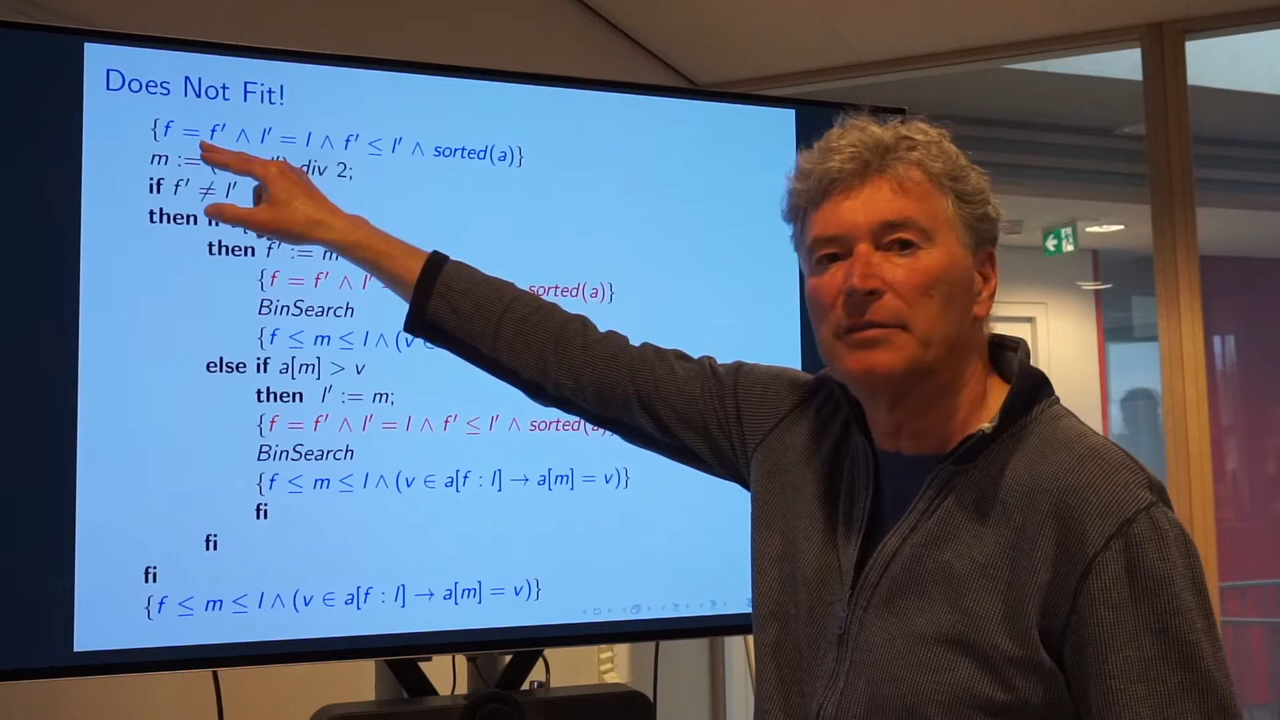 Does Not Fit!
{f = f′ ∧ l′ = l ∧ f′ ≤ l′ ∧ sorted(a)}
m := ( div 2;
if f′ ≠ l′
then
then f′ := m
{f = f′ ∧ l′ sorted(a)}
BinSearch
{f ≤ m ≤ l ∧ (v ∈
else if a[m] > v
then l′ := m;
{f = f′ ∧ l′ = l ∧ f′ ≤ l′ ∧ sorted(a)
BinSearch
{f ≤ m ≤ l ∧ (v ∈ a[f : l] → a[m] = v)}
fi
fi
fi
{f ≤ m ≤ l ∧ (v ∈ a[f : l] → a[m] = v)}